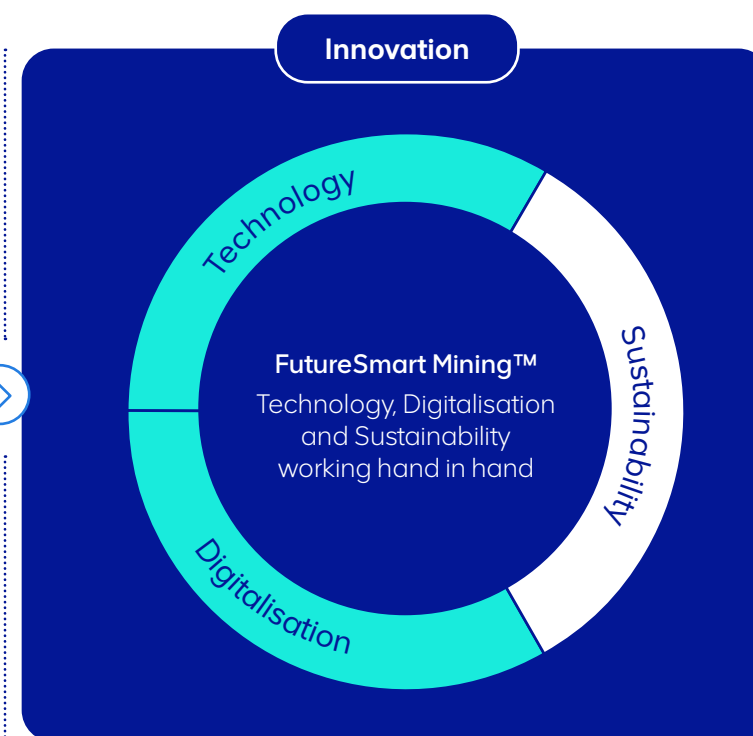 Innovation
Technology
Sustainability
FutureSmart Mining™
Technology, Digitalisation
and Sustainability
working hand in hand
Digitalisation